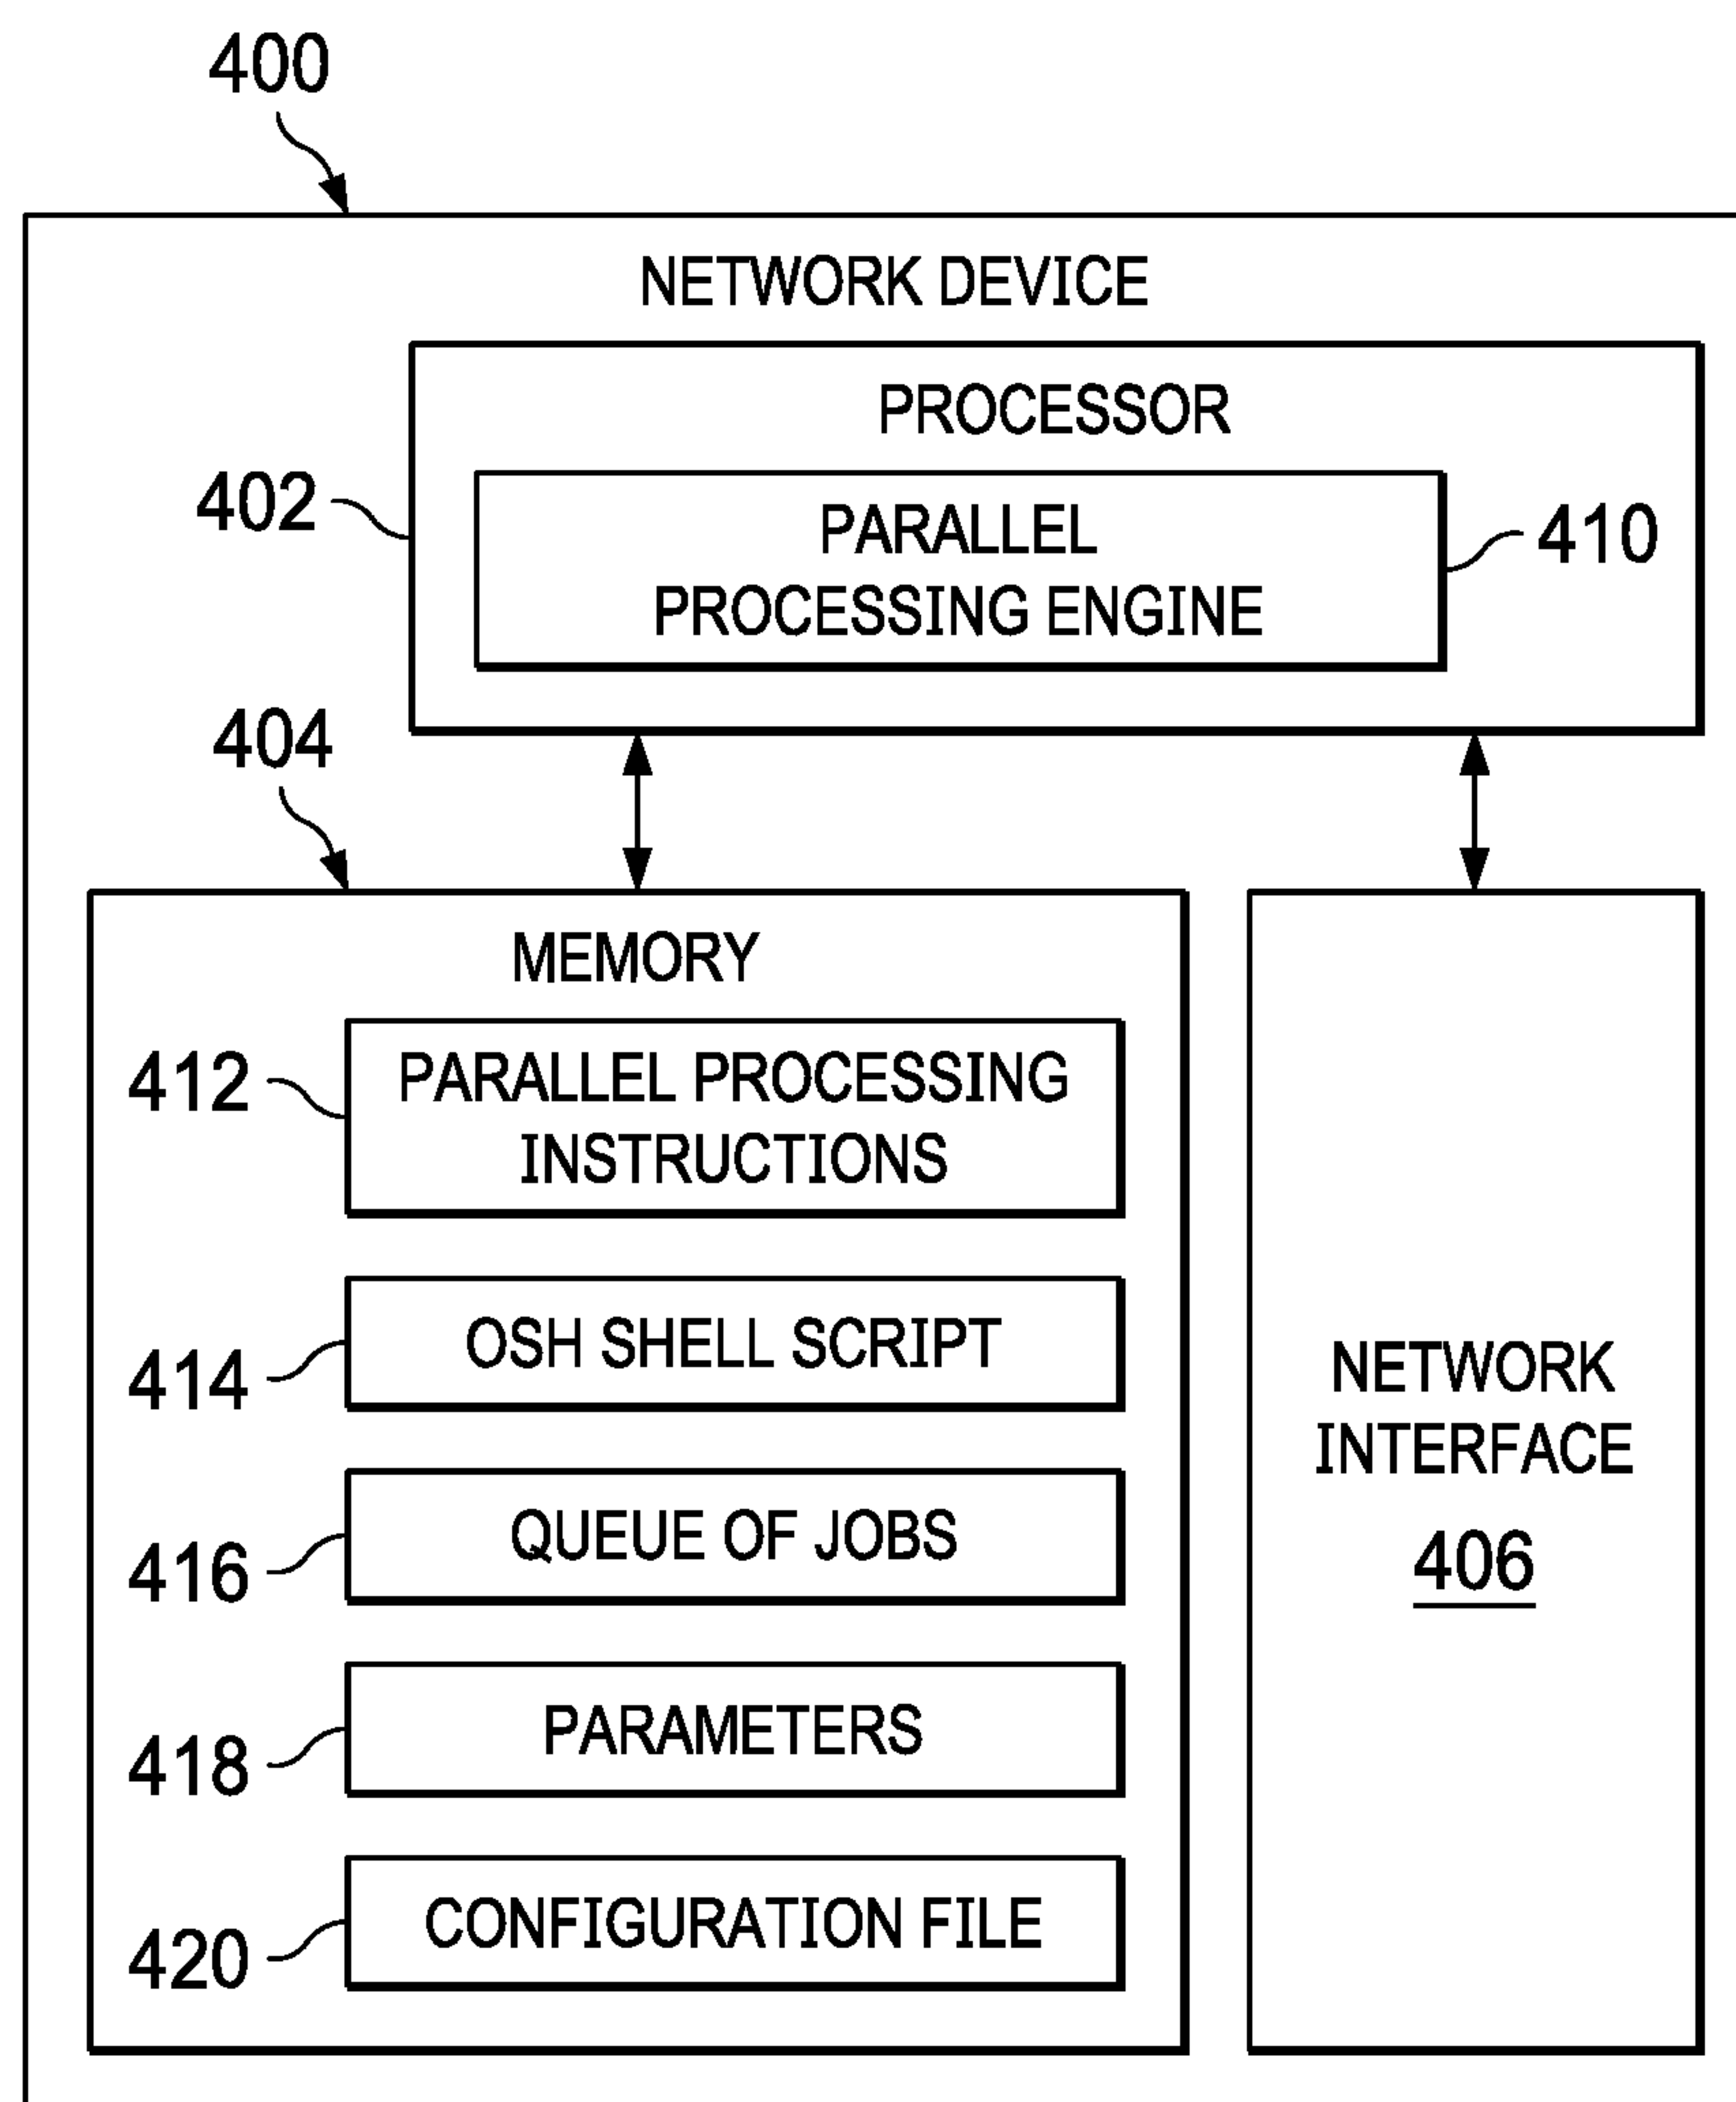 400
NETWORK DEVICE
PROCESSOR
402
PARALLEL
PROCESSING ENGINE
410
404
MEMORY
412
PARALLEL PROCESSING
INSTRUCTIONS
414
OSH SHELL SCRIPT
416
QUEUE OF JOBS
418
PARAMETERS
420
CONFIGURATION FILE
NETWORK
INTERFACE
406